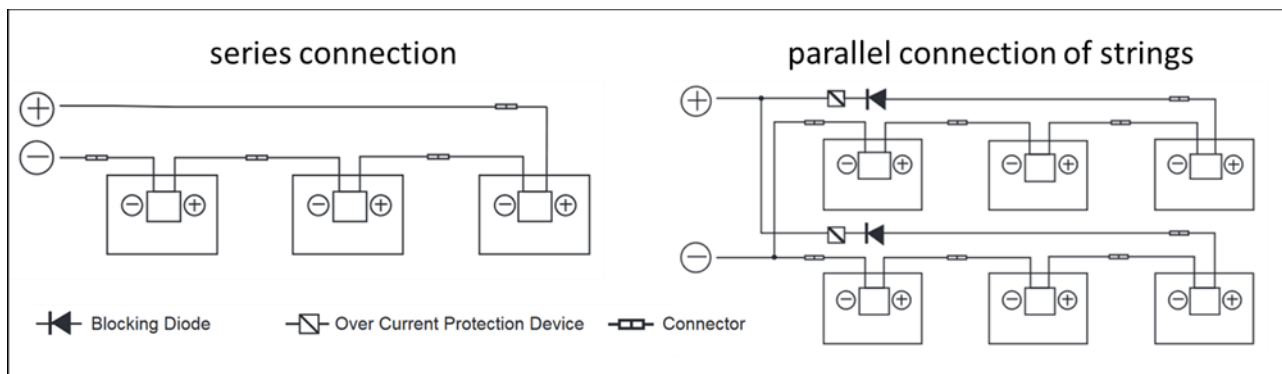 series connection
parallel connection of strings
+
−
− +
− +
− +
+
−
− +
− +
− +
− +
− +
− +
Blocking Diode
Over Current Protection Device
Connector